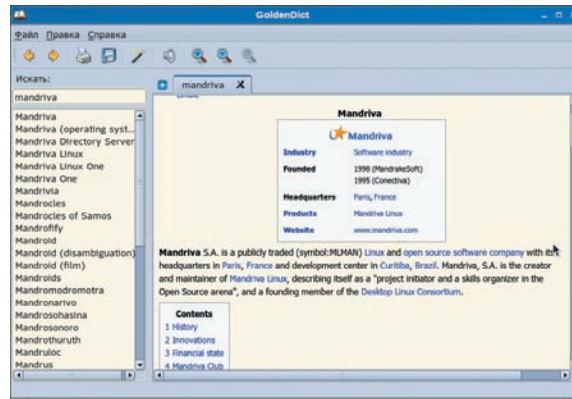 GoldenDict
Файл Правка Справка
Искать:
mandriva
mandriva
Mandriva
Mandriva (operating syst...
Mandriva Directory Server
Mandriva Linux
Mandriva Linux One
Mandriva One
Mandrivia
Mandrocles
Mandrocles of Samos
Mandrofify
Mandroid
Mandroid (disambiguation)
Mandroid (film)
Mandroids
Mandromodromotra
Mandronarivo
Mandrosohasina
Mandrosonoro
Mandrothuruth
Mandruloc
Mandrus
Mandriva
Mandriva
Industry Software industry
Founded 1998 (MandrakeSoft)
1995 (Conectiva)
Headquarters Paris, France
Products Mandriva Linux
Website www.mandriva.com
Mandriva S.A. is a publicly traded (symbol:MLMAN) Linux and open source software company with its
headquarters in Paris, France and development center in Curitiba, Brazil. Mandriva, S.A. is the creator
and maintainer of Mandriva Linux, describing itself as a "project initiator and a skills organizer in the
Open Source arena", and a founding member of the Desktop Linux Consortium.
Contents
1 History
2 Innovations
3 Financial state
4 Mandriva Club